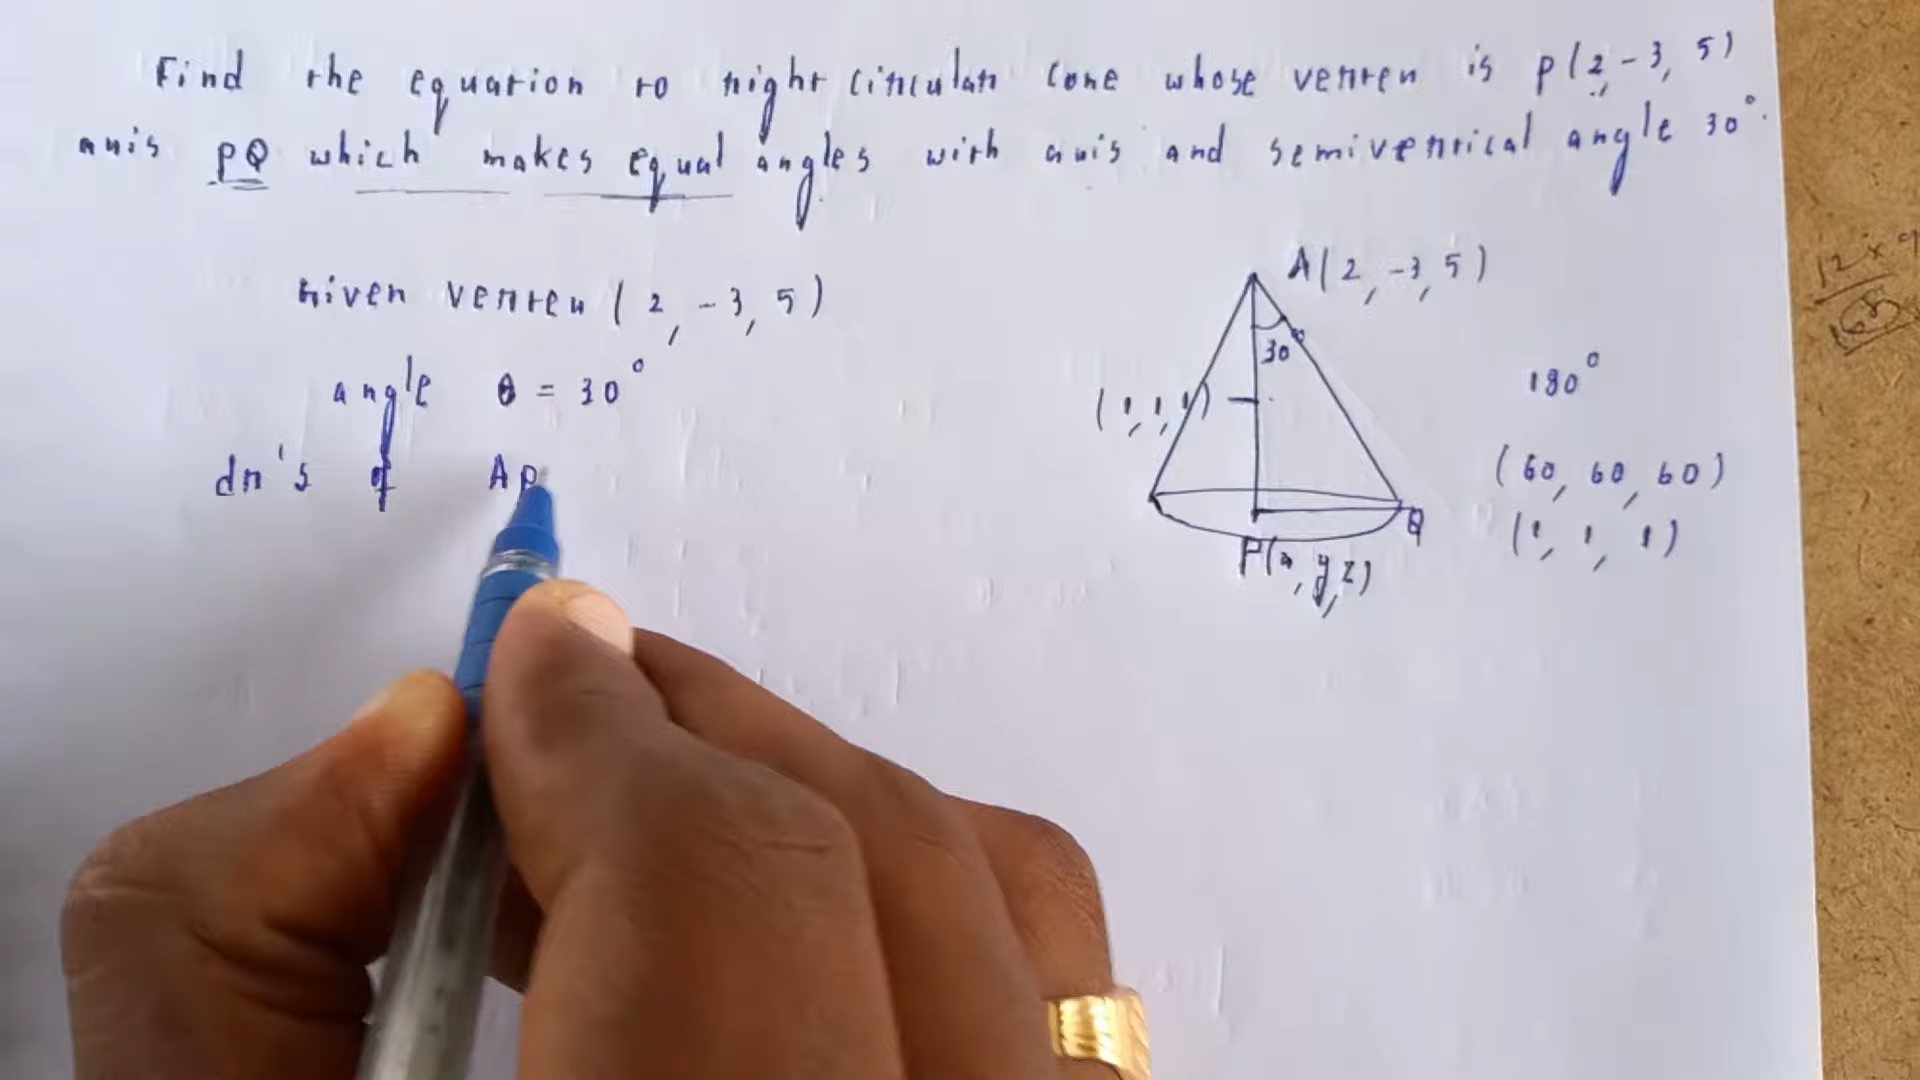 Find the equation to right circular cone whose vertex is P(2, -3, 5)
axis PQ which makes equal angles with axis and semivertical angle 30°.
Given vertex (2, -3, 5)
A(2, -3, 5)
30°
angle θ = 30°
180°
(1, 1, 1)
dr's of AP
(60, 60, 60)
(1, 1, 1)
Q
P(x, y, z)
12×9